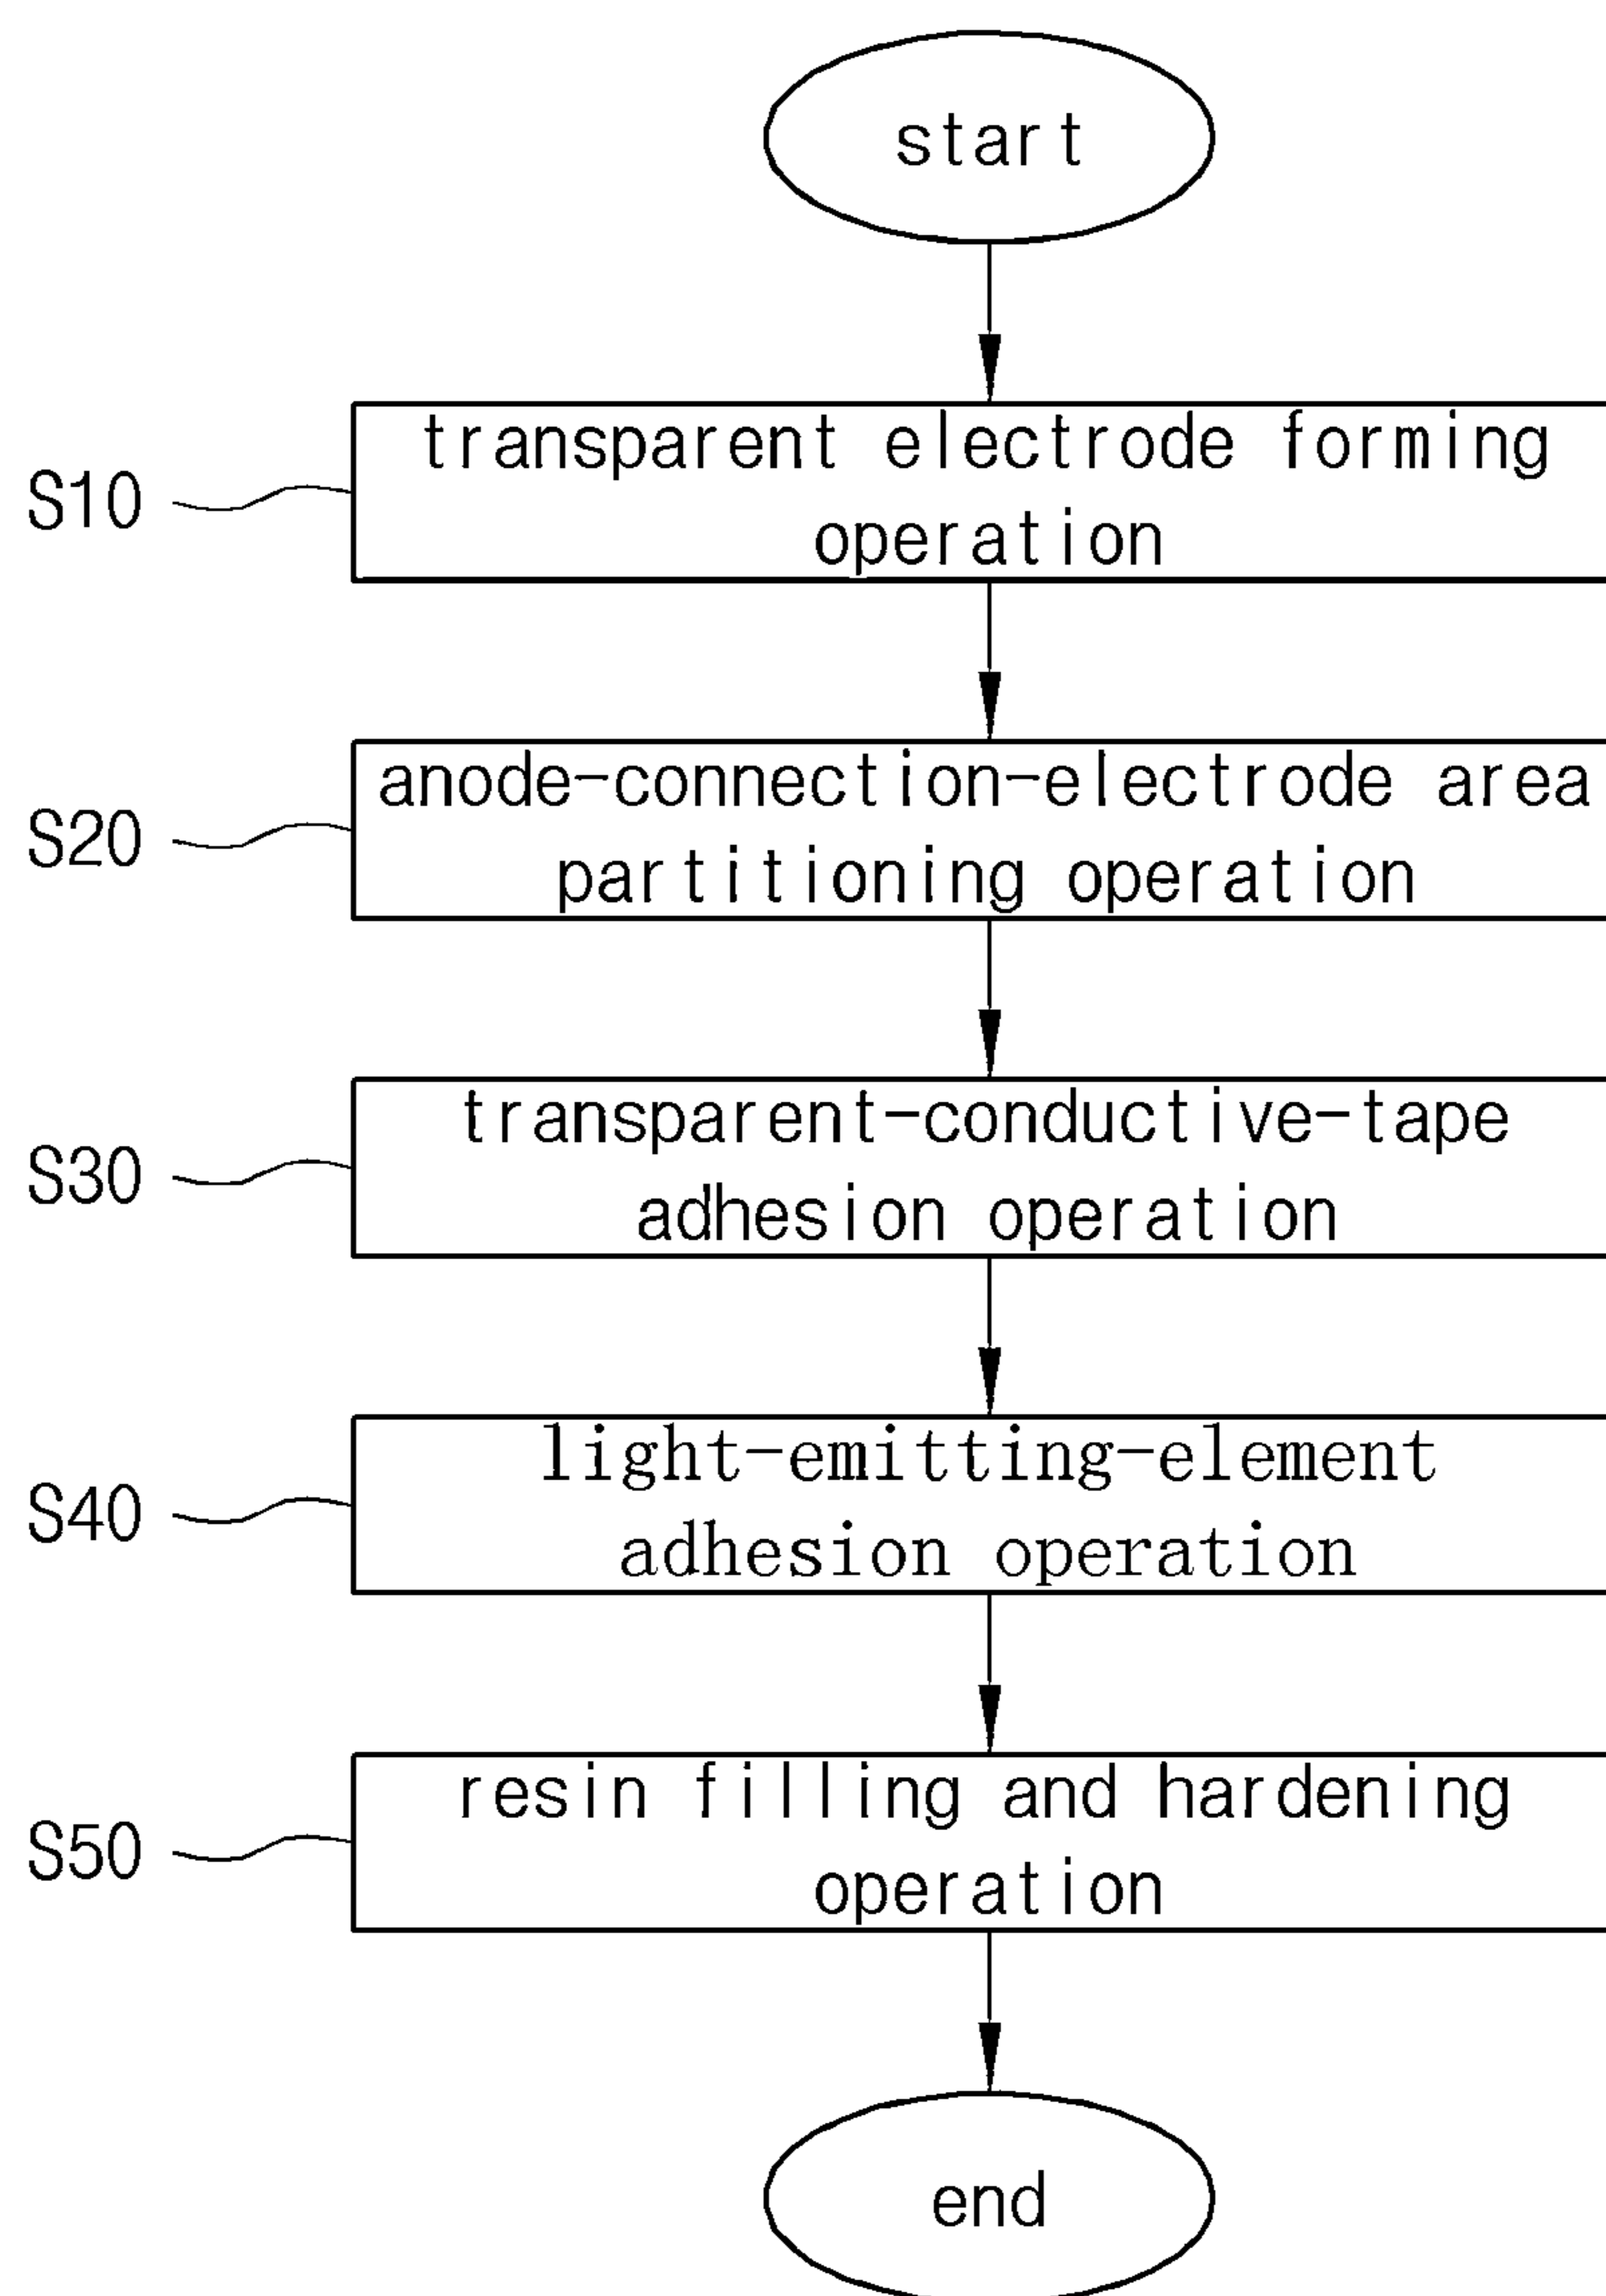 start
S10
transparent electrode forming
operation
S20
anode-connection-electrode area
partitioning operation
S30
transparent-conductive-tape
adhesion operation
S40
light-emitting-element
adhesion operation
S50
resin filling and hardening
operation
end